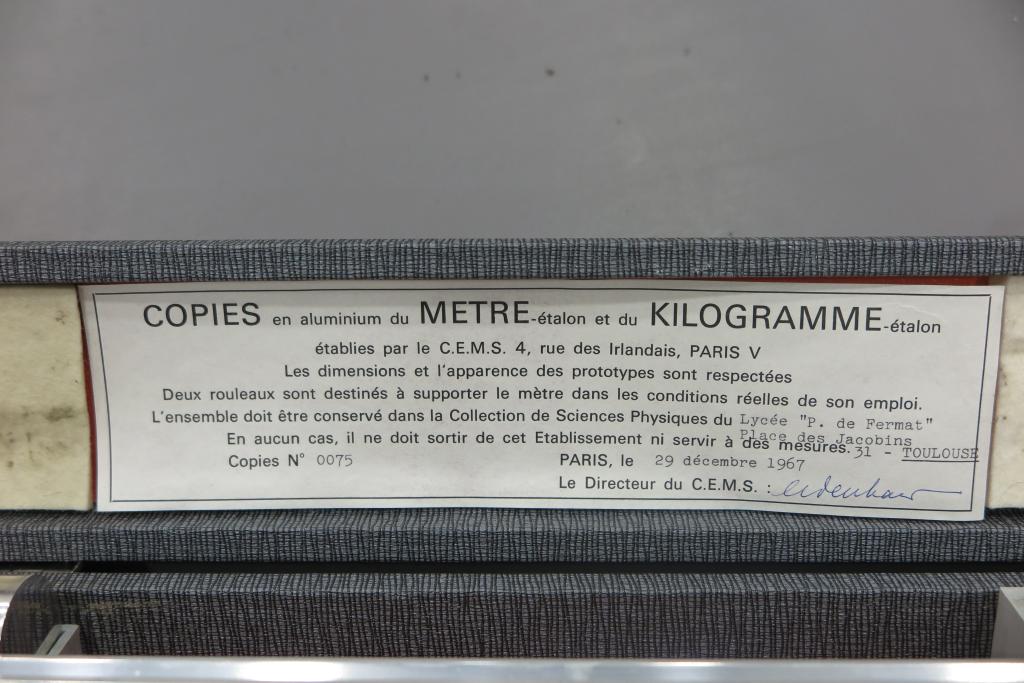 COPIES en aluminium du METRE-étalon et du KILOGRAMME-étalon
établies par le C.E.M.S. 4, rue des Irlandais, PARIS V
Les dimensions et l'apparence des prototypes sont respectées
Deux rouleaux sont destinés à supporter le mètre dans les conditions réelles de son emploi.
L'ensemble doit être conservé dans la Collection de Sciences Physiques du Lycée "P. de Fermat"
Place des Jacobins
En aucun cas, il ne doit sortir de cet Etablissement ni servir à des mesures. 31 - TOULOUSE
Copies N° 0075 PARIS, le 29 décembre 1967
Le Directeur du C.E.M.S. :